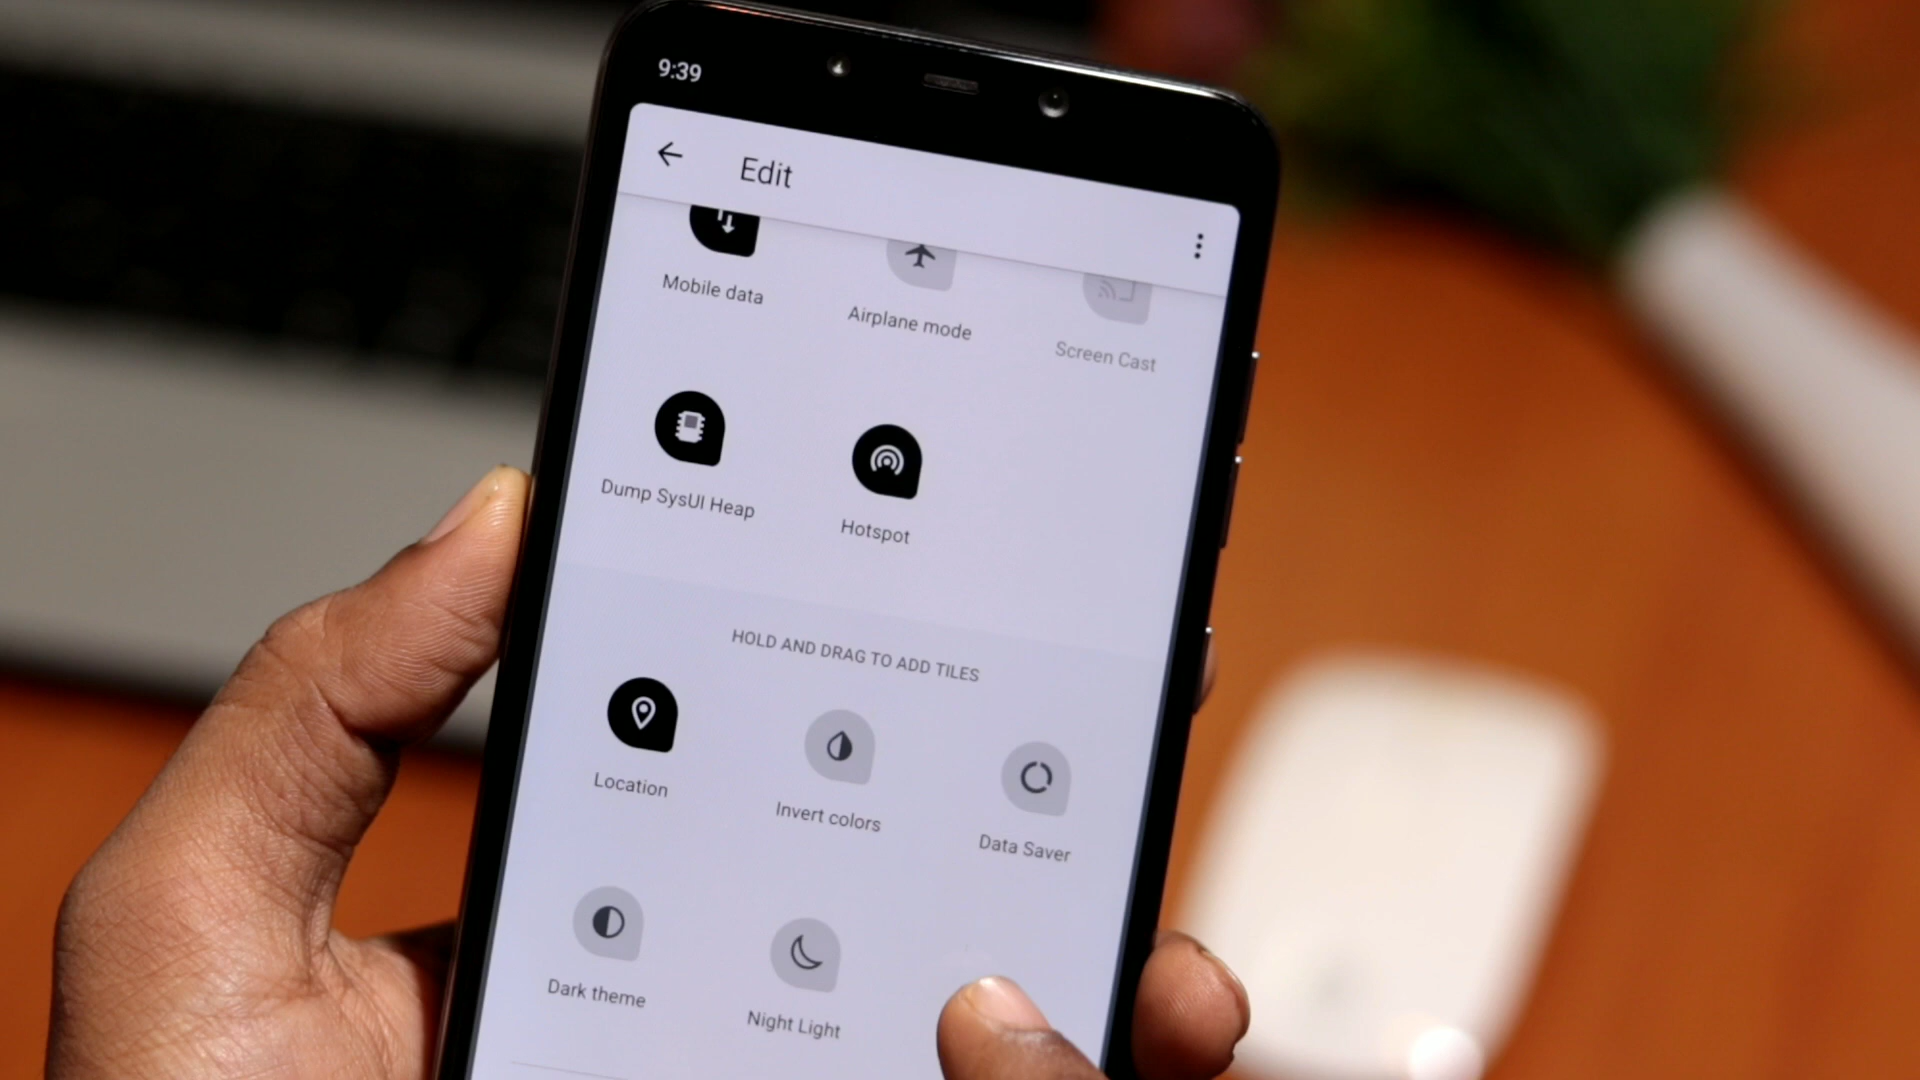 9:39
Edit
Mobile data
Airplane mode
Screen Cast
Dump SysUI Heap
Hotspot
HOLD AND DRAG TO ADD TILES
Location
Invert colors
Data Saver
Dark theme
Night Light